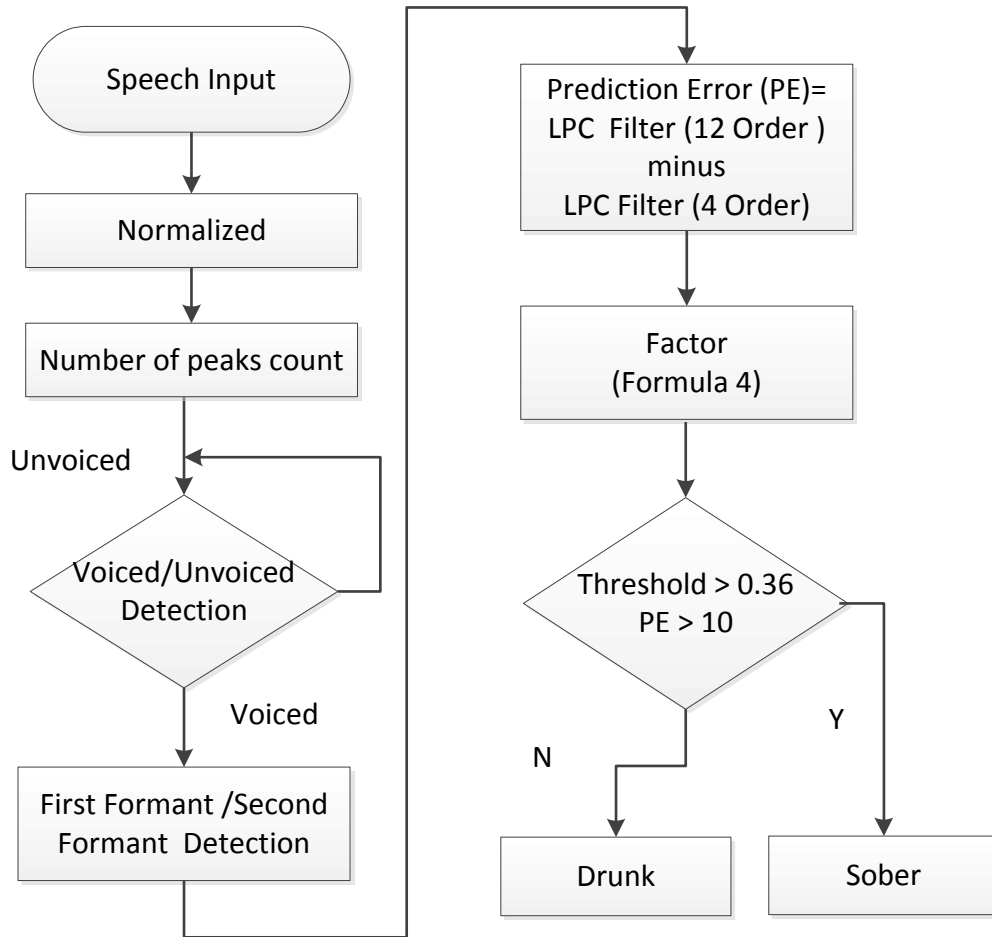 Speech Input
Normalized
Number of peaks count
Unvoiced
Voiced/Unvoiced
Detection
Voiced
First Formant /Second
Formant Detection
Prediction Error (PE)=
LPC Filter (12 Order )
minus
LPC Filter (4 Order)
Factor
(Formula 4)
Threshold > 0.36
PE > 10
Y
N
Drunk
Sober